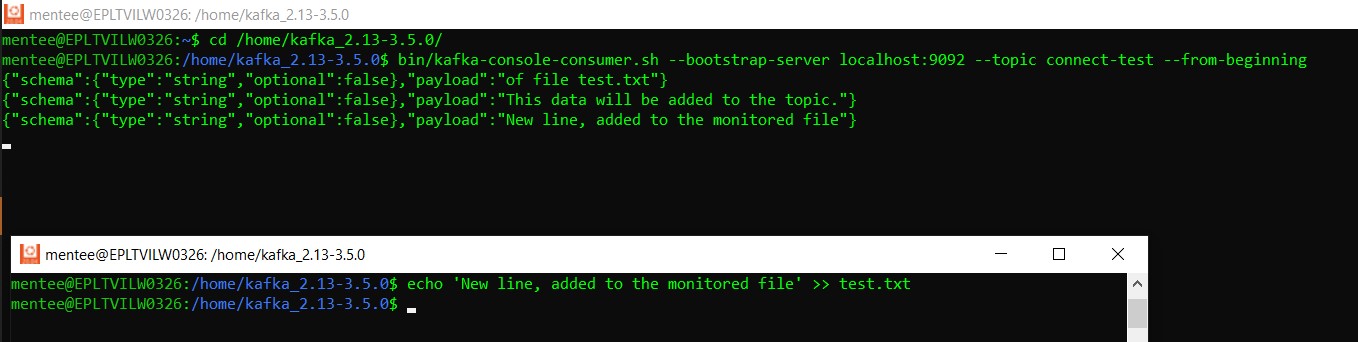 mentee@EPLTVILW0326: /home/kafka_2.13-3.5.0
mentee@EPLTVILW0326:~$ cd /home/kafka_2.13-3.5.0/
mentee@EPLTVILW0326:/home/kafka_2.13-3.5.0$ bin/kafka-console-consumer.sh --bootstrap-server localhost:9092 --topic connect-test --from-beginning
{"schema":{"type":"string","optional":false},"payload":"of file test.txt"}
{"schema":{"type":"string","optional":false},"payload":"This data will be added to the topic."}
{"schema":{"type":"string","optional":false},"payload":"New line, added to the monitored file"}
mentee@EPLTVILW0326: /home/kafka_2.13-3.5.0
mentee@EPLTVILW0326:/home/kafka_2.13-3.5.0$ echo 'New line, added to the monitored file' >> test.txt
mentee@EPLTVILW0326:/home/kafka_2.13-3.5.0$